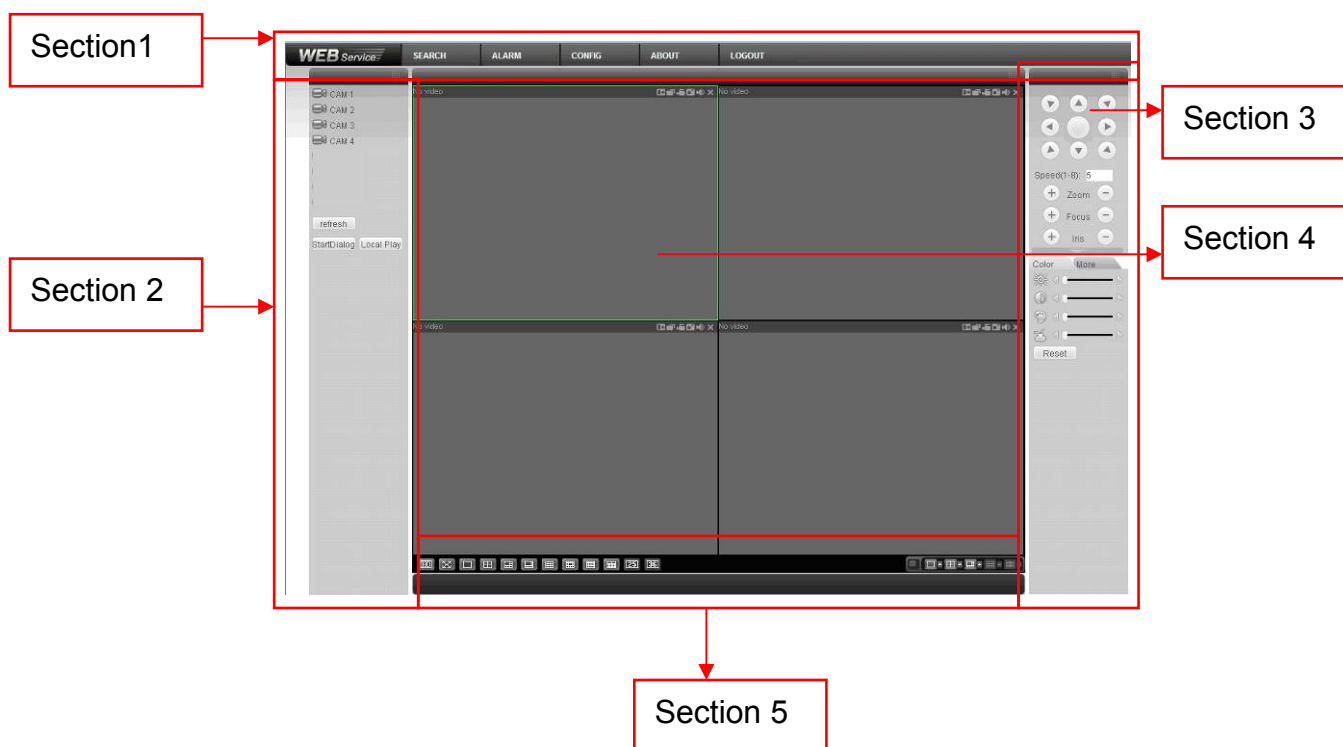 Section1
WEB Service
SEARCH
ALARM
CONFIG
ABOUT
LOGOUT
CAM 1
CAM 2
CAM 3
CAM 4
refresh
StartDialog
Local Play
Section 2
No video
No video
No video
No video
Section 3
Speed(1-8): 5
Zoom
Focus
Iris
Section 4
Color
More
Reset
25
36
Section 5